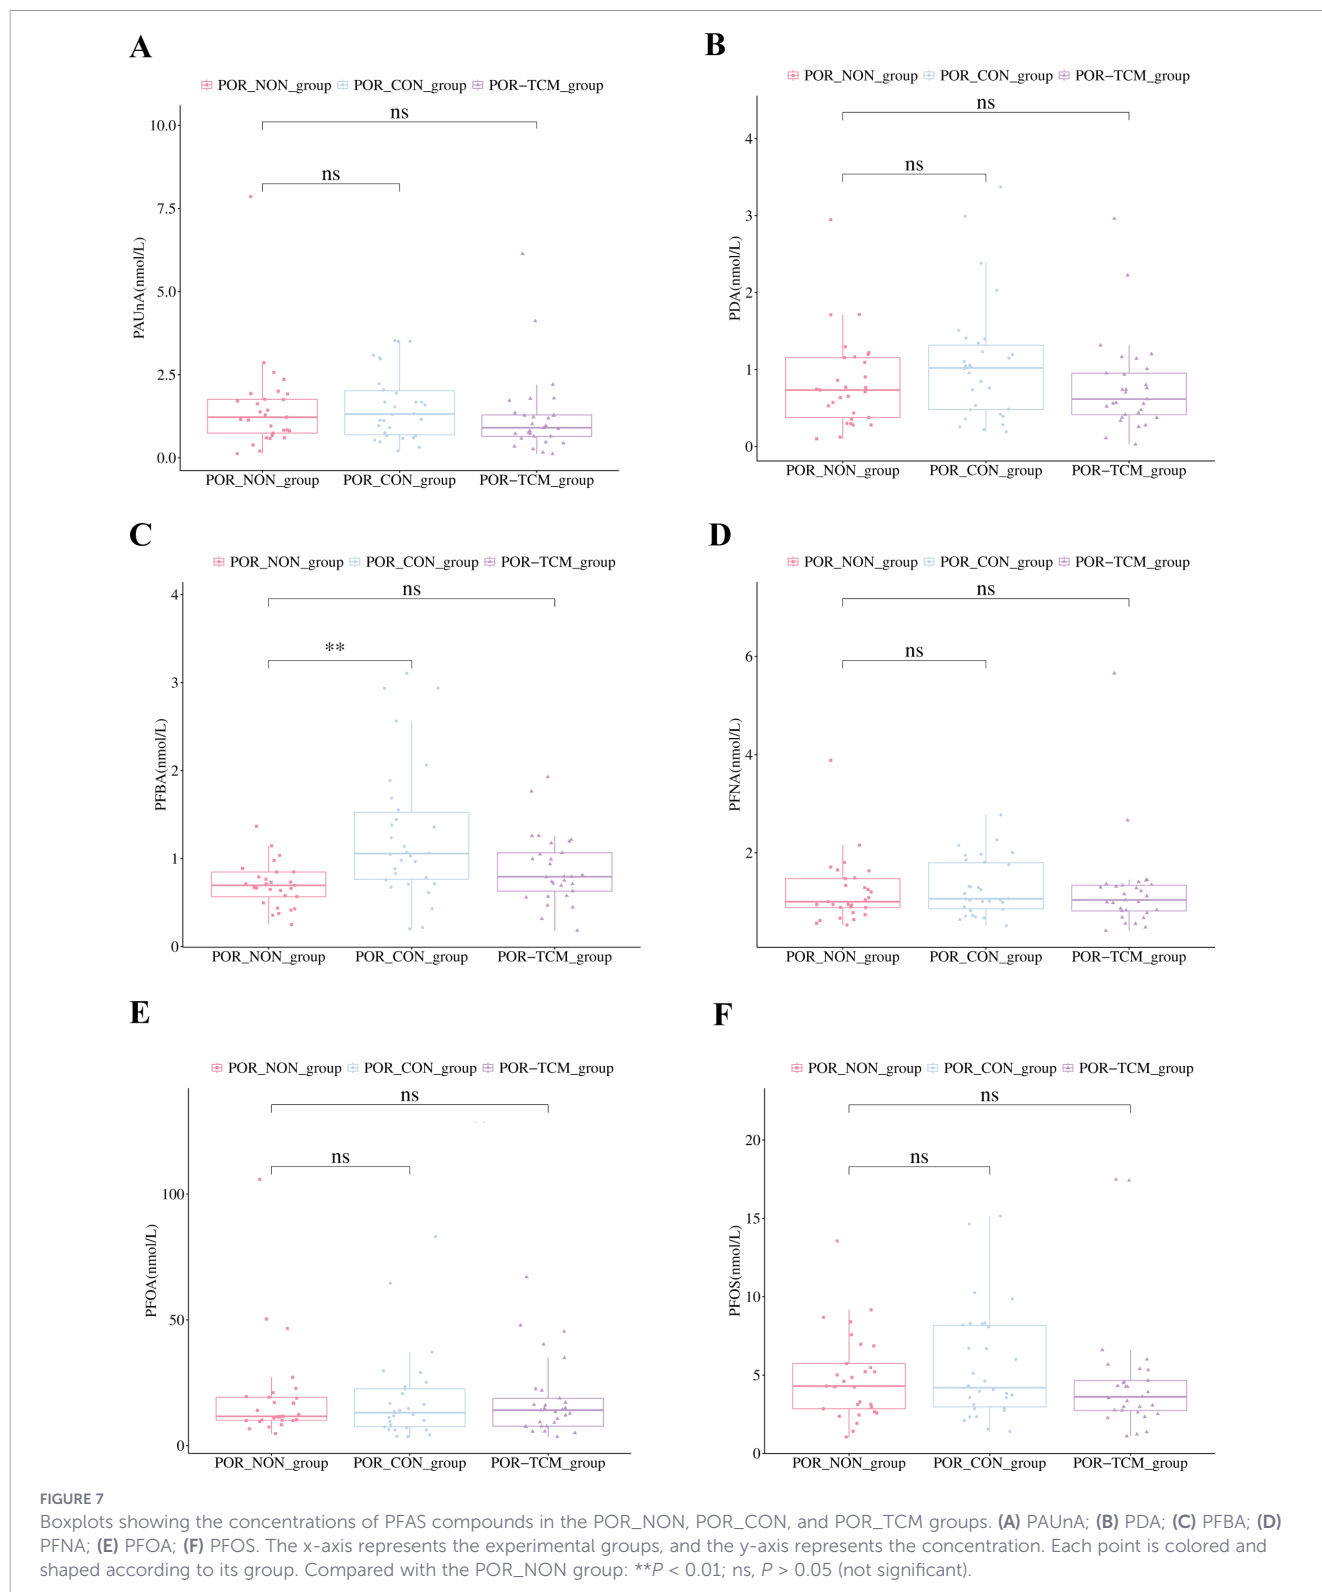 A
POR_NON_group POR_CON_group POR−TCM_group
10.0
7.5
5.0
2.5
0.0
PAUnA(nmol/L)
ns
ns
POR_NON_group POR_CON_group POR−TCM_group
B
POR_NON_group POR_CON_group POR−TCM_group
4
3
2
1
0
PDA(nmol/L)
ns
ns
POR_NON_group POR_CON_group POR−TCM_group
C
POR_NON_group POR_CON_group POR−TCM_group
4
3
2
1
0
PFBA(nmol/L)
ns
**
POR_NON_group POR_CON_group POR−TCM_group
D
POR_NON_group POR_CON_group POR−TCM_group
6
4
2
PFNA(nmol/L)
ns
ns
POR_NON_group POR_CON_group POR−TCM_group
E
POR_NON_group POR_CON_group POR−TCM_group
100
50
0
PFOA(nmol/L)
ns
ns
POR_NON_group POR_CON_group POR−TCM_group
F
POR_NON_group POR_CON_group POR−TCM_group
20
15
10
5
0
PFOS(nmol/L)
ns
ns
POR_NON_group POR_CON_group POR−TCM_group
FIGURE 7
Boxplots showing the concentrations of PFAS compounds in the POR_NON, POR_CON, and POR_TCM groups. (A) PAUnA; (B) PDA; (C) PFBA; (D)
PFNA; (E) PFOA; (F) PFOS. The x-axis represents the experimental groups, and the y-axis represents the concentration. Each point is colored and
shaped according to its group. Compared with the POR_NON group: **P < 0.01; ns, P > 0.05 (not significant).